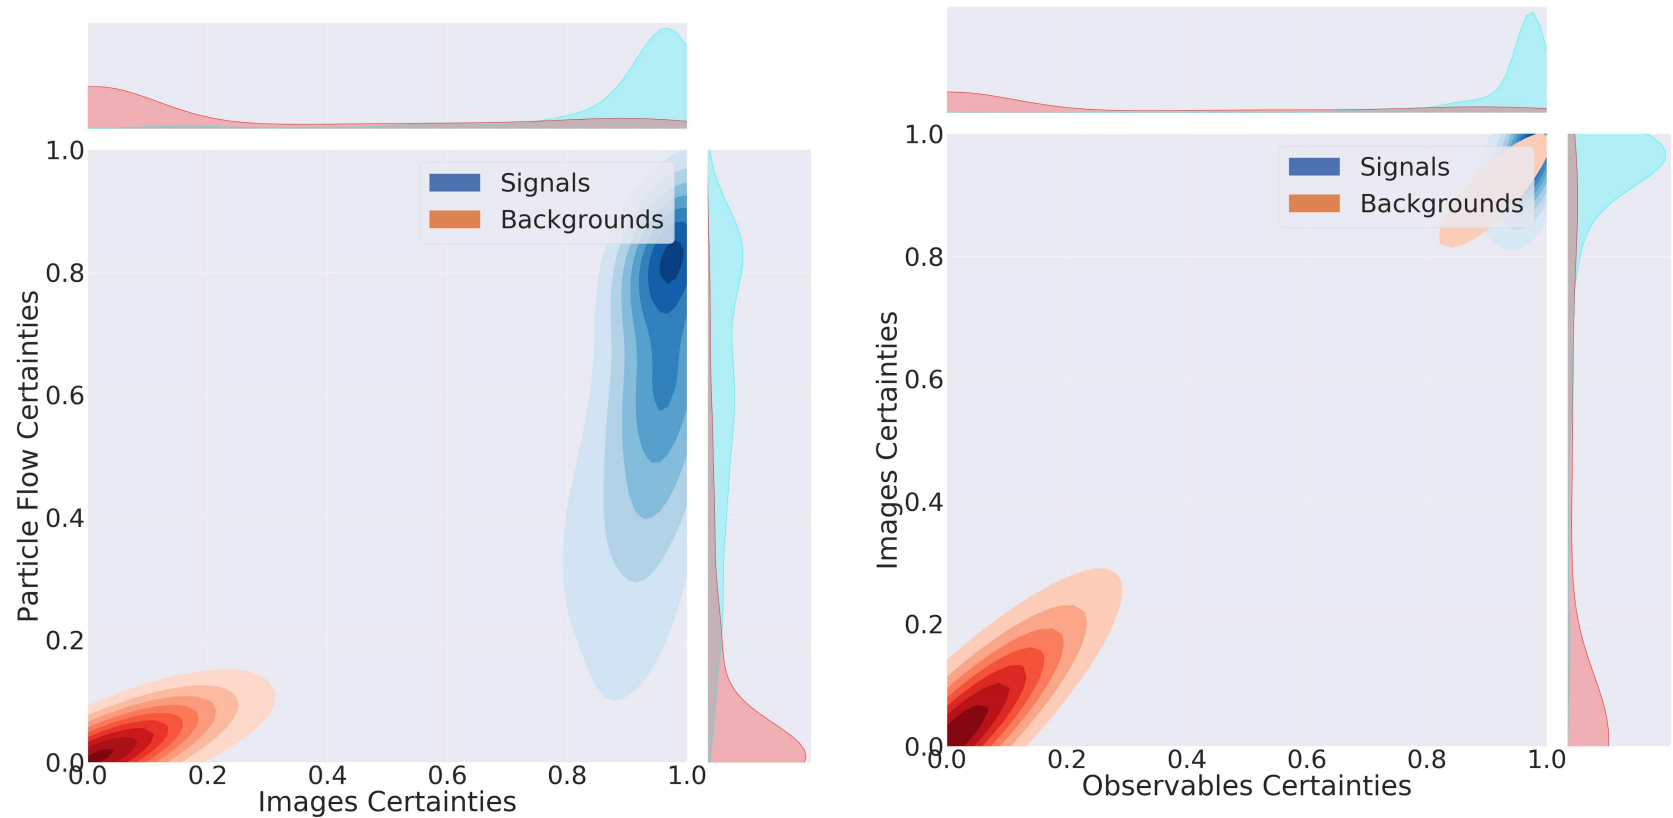 1.0
Signals
Backgrounds
0.8
0.6
0.4
0.2
0.0
Particle Flow Certainties
0.0 0.2 0.4 0.6 0.8 1.0
Images Certainties
1.0
Signals
Backgrounds
0.8
0.6
0.4
0.2
0.0
Images Certainties
0.0 0.2 0.4 0.6 0.8 1.0
Observables Certainties